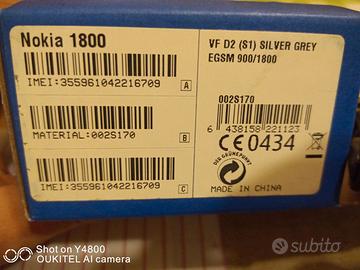 Nokia 1800
IMEI:355961042216709
A
MATERIAL:002S170
B
IMEI:355961042216709
C
VF D2 (S1) SILVER GREY
EGSM 900/1800
002S170
6 438158 221123
CE0434
DER GRÜNE PUNKT
MADE IN CHINA
Shot on Y4800
OUKITEL AI camera
subito